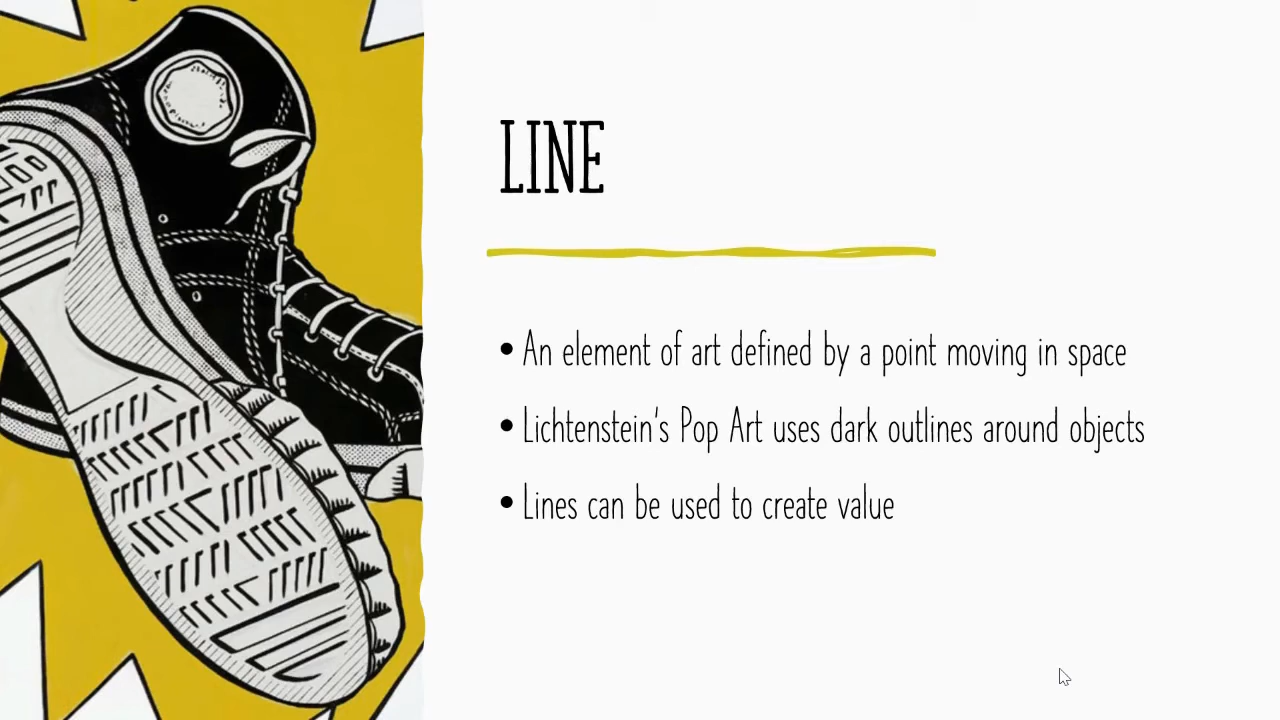 LINE
• An element of art defined by a point moving in space
• Lichtenstein's Pop Art uses dark outlines around objects
• Lines can be used to create value